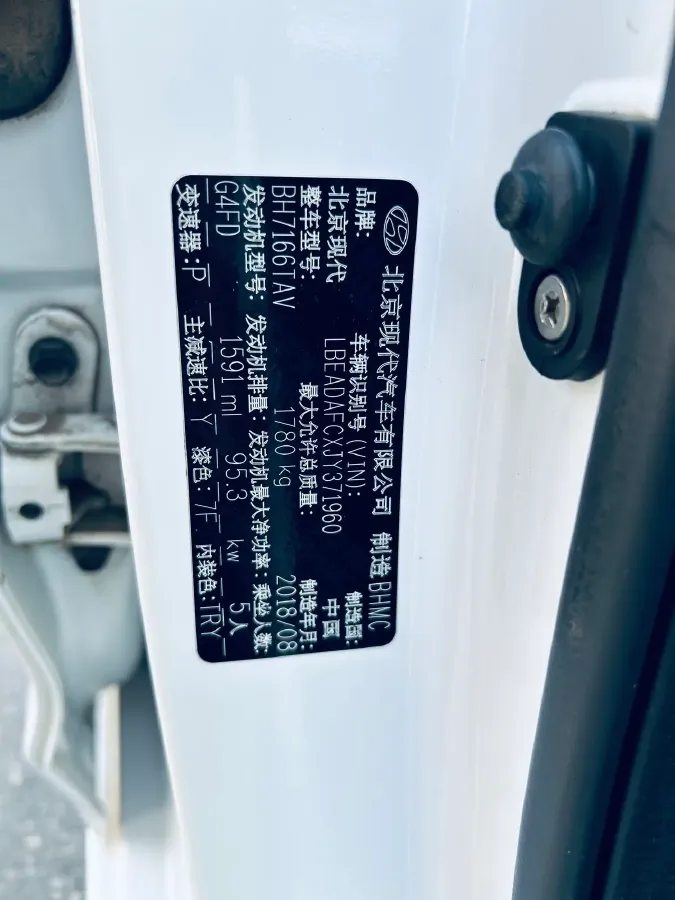 北京现代汽车有限公司 制造 BHMC
品牌: 车辆识别号(VIN): 制造国:
北京现代 LBEADAFCXJY371960 中国
整车型号: 最大允许总质量: 制造年月:
BH7166TAV 1780 kg 2018/08
发动机型号: 发动机排量: 发动机最大净功率: 乘坐人数:
G4FD 1591 ml 95.3 kw 5人
变速器: P 主减速比: Y 漆色: 7F 内装色: TRY